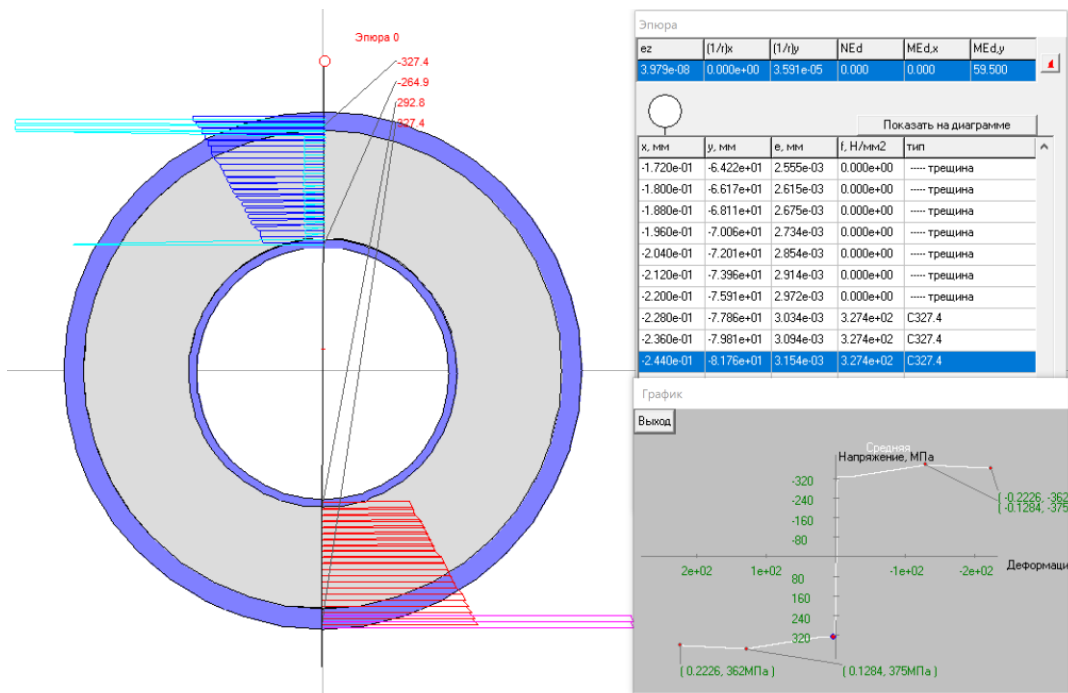 Эпюра 0
-327.4
-264.9
292.8
327.4
Эпюра
ez (1/r)x (1/r)y NEd MEd,x MEd,y
3.979e-08 0.000e+00 3.591e-05 0.000 0.000 59.500
Показать на диаграмме
x, мм y, мм e, мм f, Н/мм2 тип
-1.720e-01 -6.422e+01 2.555e-03 0.000e+00 ----- трещина
-1.800e-01 -6.617e+01 2.615e-03 0.000e+00 ----- трещина
-1.880e-01 -6.811e+01 2.675e-03 0.000e+00 ----- трещина
-1.960e-01 -7.006e+01 2.734e-03 0.000e+00 ----- трещина
-2.040e-01 -7.201e+01 2.854e-03 0.000e+00 ----- трещина
-2.120e-01 -7.396e+01 2.914e-03 0.000e+00 ----- трещина
-2.200e-01 -7.591e+01 2.972e-03 0.000e+00 ----- трещина
-2.280e-01 -7.786e+01 3.034e-03 3.274e+02 C327.4
-2.360e-01 -7.981e+01 3.094e-03 3.274e+02 C327.4
-2.440e-01 -8.176e+01 3.154e-03 3.274e+02 C327.4
График
Выход
Средняя
Напряжение, МПа
-320
-240
-160
-80
( -0.2226, -362
( -0.1284, -375
2e+02 1e+02 -1e+02 -2e+02 Деформаци
80
160
240
320
( 0.2226, 362МПа )
( 0.1284, 375МПа )